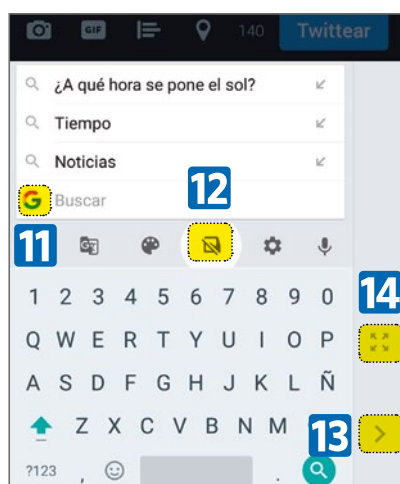 GIF 140 Twittear
¿A qué hora se pone el sol?
Tiempo
Noticias
G Buscar
12
11
1 2 3 4 5 6 7 8 9 0
14
Q W E R T Y U I O P
A S D F G H J K L Ñ
Z X C V B N M
13
?123 , .